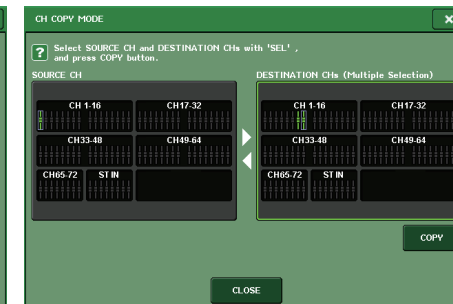 CH COPY MODE
×
? Select SOURCE CH and DESTINATION CHs with 'SEL' ,
and press COPY button.
SOURCE CH
DESTINATION CHs (Multiple Selection)
CH 1-16
CH17-32
CH 1-16
CH17-32
CH33-48
CH49-64
CH33-48
CH49-64
CH65-72
ST IN
CH65-72
ST IN
COPY
CLOSE